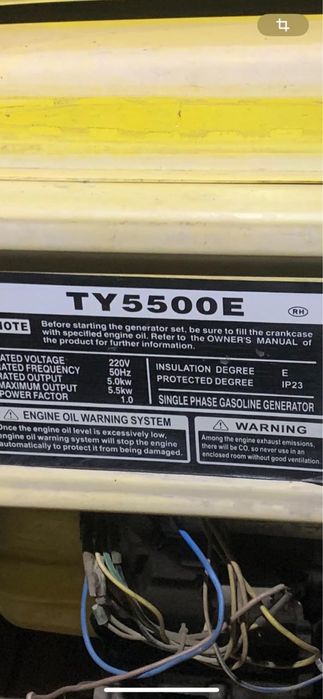 TY5500E
RH
NOTE
Before starting the generator set, be sure to fill the crankcase
with specified engine oil. Refer to the OWNER'S MANUAL of
the product for further information.
ATED VOLTAGE 220V
ATED FREQUENCY 50Hz
RATED OUTPUT 5.0kw
MAXIMUM OUTPUT 5.5kw
POWER FACTOR 1.0
INSULATION DEGREE E
PROTECTED DEGREE IP23
SINGLE PHASE GASOLINE GENERATOR
ENGINE OIL WARNING SYSTEM
Once the engine oil level is excessively low,
engine oil warning system will stop the engine
automatically to protect it from being damaged.
WARNING
Among the engine exhaust emissions,
there will be CO, so never use in an
enclosed room without good ventilation